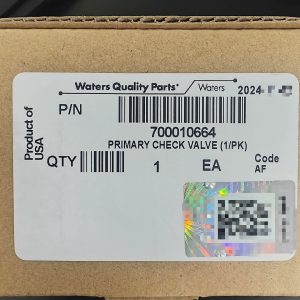 Waters Quality Parts
Waters
2024
P/N
700010664
PRIMARY CHECK VALVE (1/PK)
Product of
USA
QTY
1
EA
Code
AF